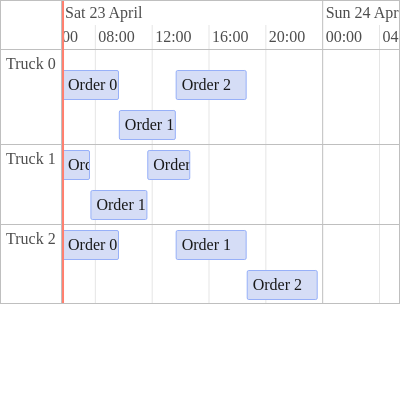 Sat 23 April
Sun 24 Apr
00 08:00 12:00 16:00 20:00 00:00 04
Truck 0
Order 0
Order 2
Order 1
Truck 1
Ord
Order
Order 1
Truck 2
Order 0
Order 1
Order 2